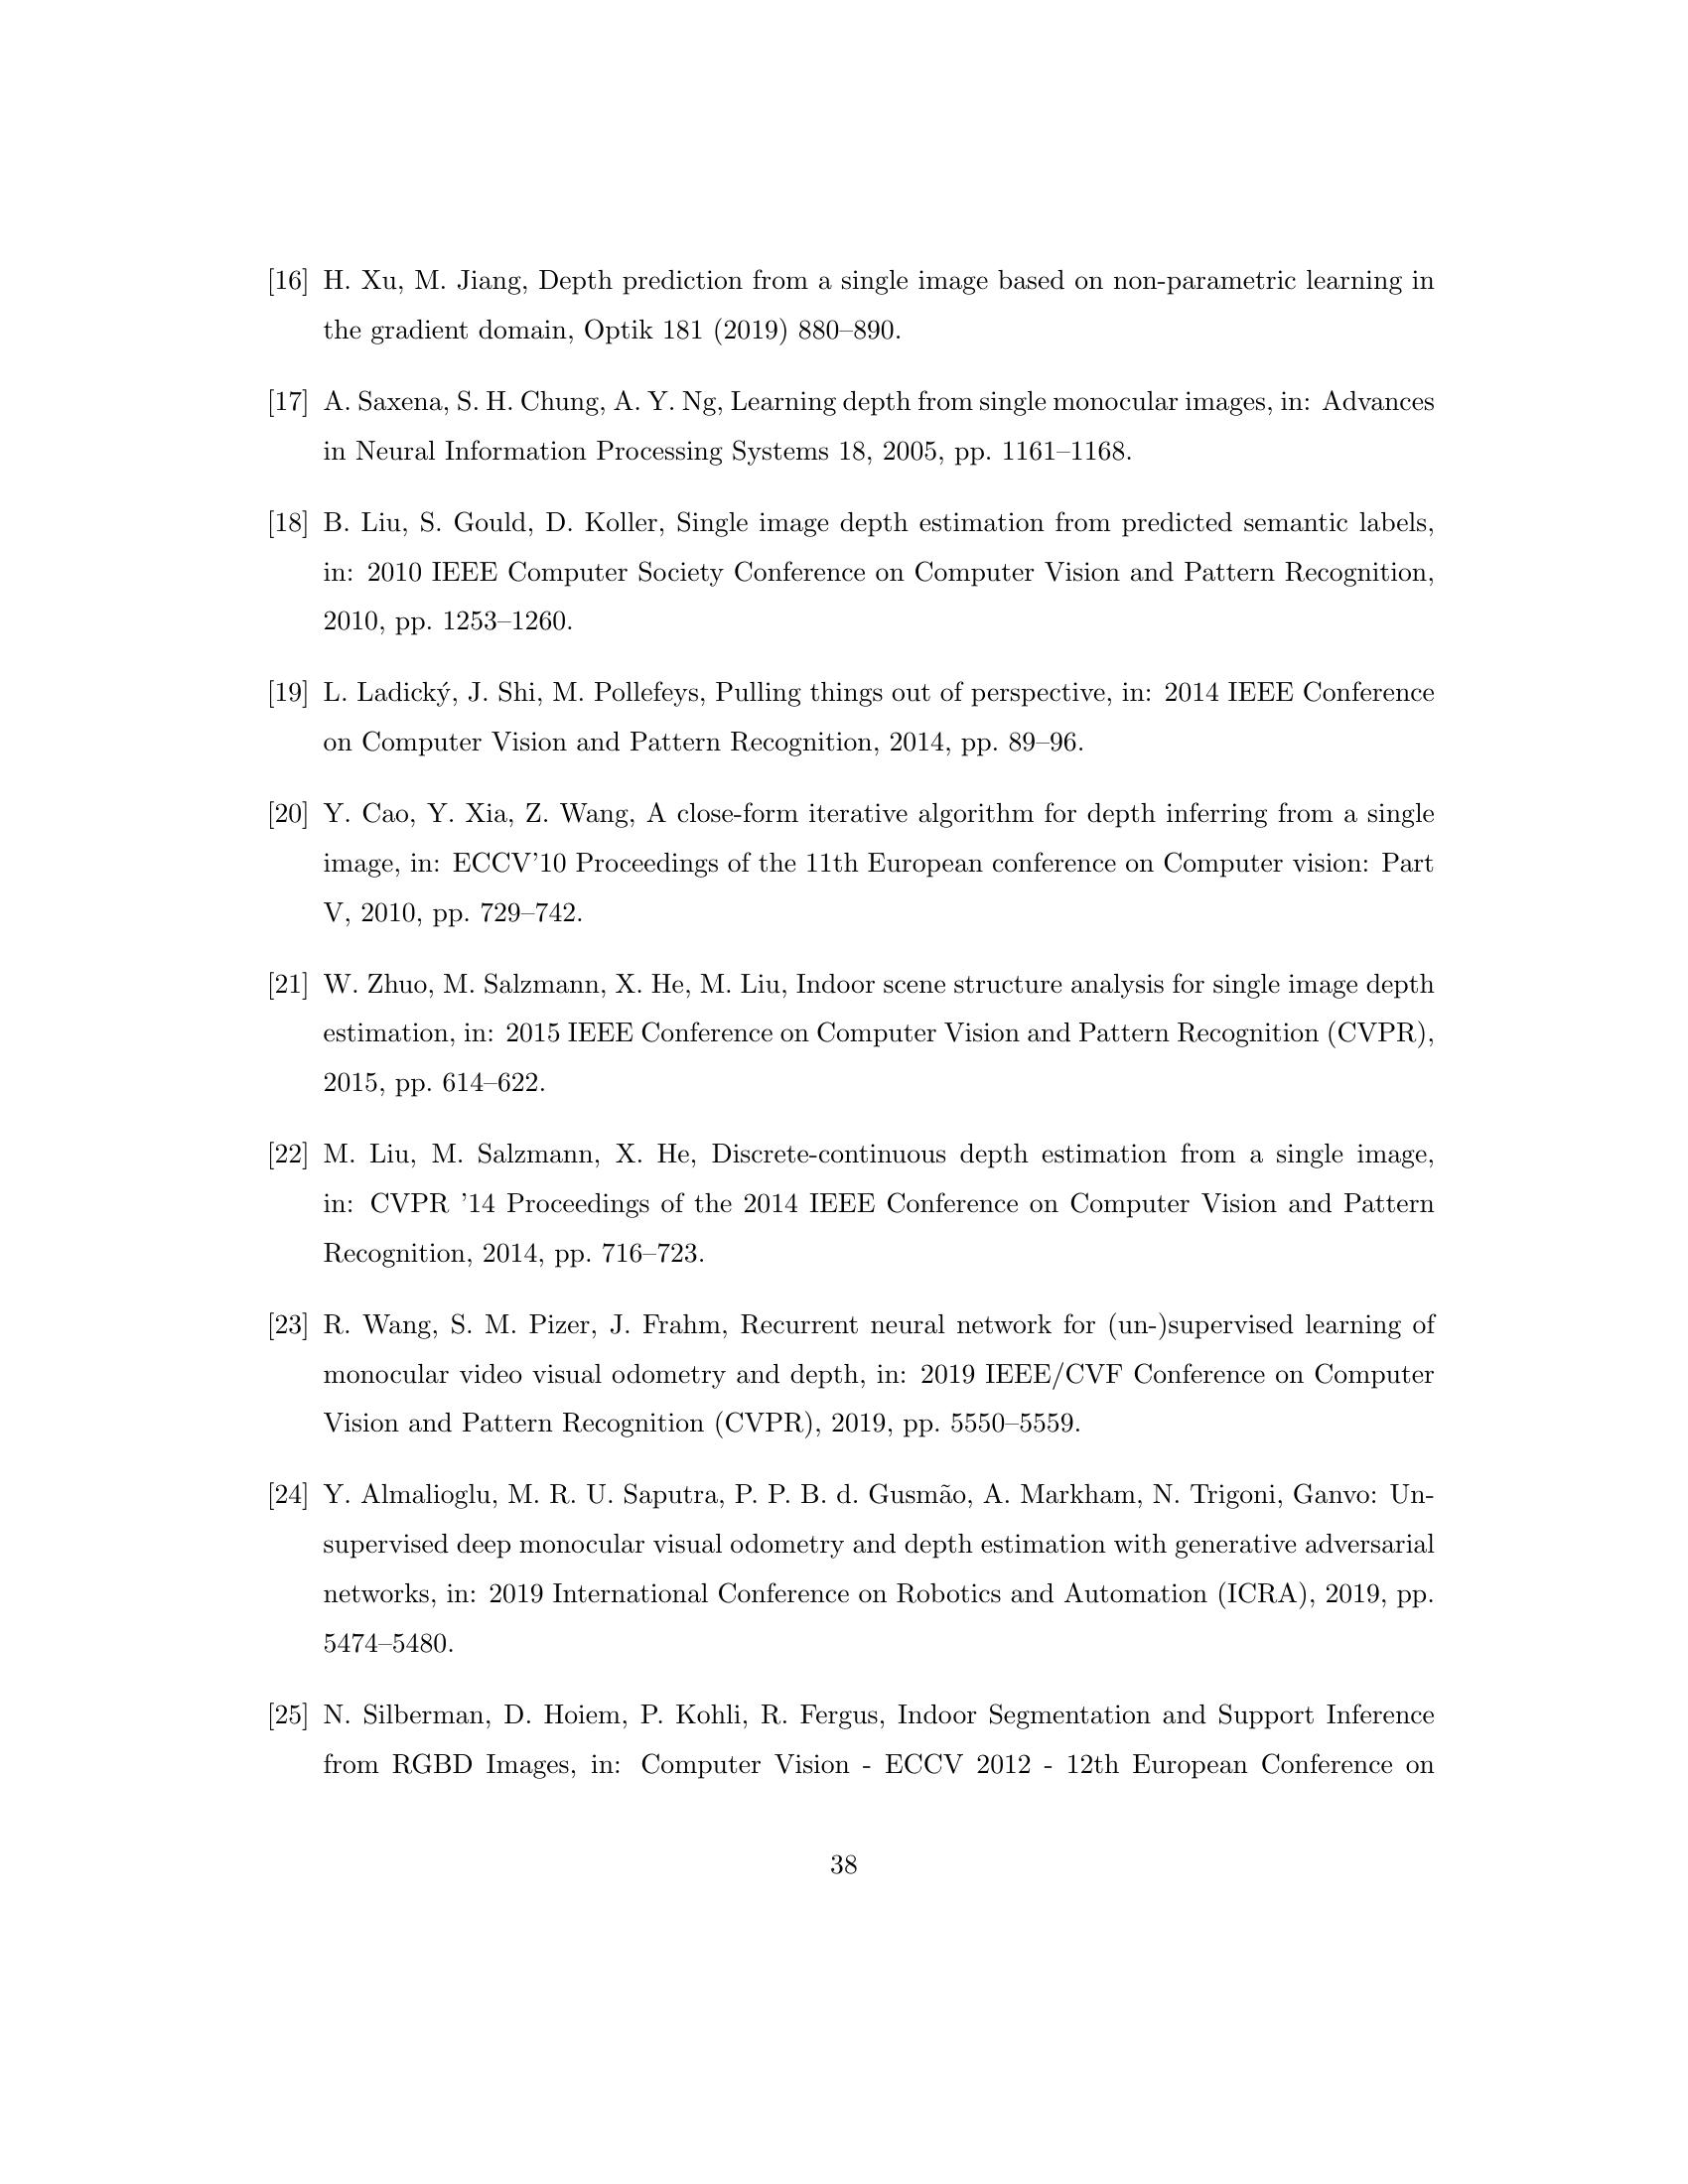 [16] H. Xu, M. Jiang, Depth prediction from a single image based on non-parametric learning in
the gradient domain, Optik 181 (2019) 880–890.
[17] A. Saxena, S. H. Chung, A. Y. Ng, Learning depth from single monocular images, in: Advances
in Neural Information Processing Systems 18, 2005, pp. 1161–1168.
[18] B. Liu, S. Gould, D. Koller, Single image depth estimation from predicted semantic labels,
in: 2010 IEEE Computer Society Conference on Computer Vision and Pattern Recognition,
2010, pp. 1253–1260.
[19] L. Ladický, J. Shi, M. Pollefeys, Pulling things out of perspective, in: 2014 IEEE Conference
on Computer Vision and Pattern Recognition, 2014, pp. 89–96.
[20] Y. Cao, Y. Xia, Z. Wang, A close-form iterative algorithm for depth inferring from a single
image, in: ECCV’10 Proceedings of the 11th European conference on Computer vision: Part
V, 2010, pp. 729–742.
[21] W. Zhuo, M. Salzmann, X. He, M. Liu, Indoor scene structure analysis for single image depth
estimation, in: 2015 IEEE Conference on Computer Vision and Pattern Recognition (CVPR),
2015, pp. 614–622.
[22] M. Liu, M. Salzmann, X. He, Discrete-continuous depth estimation from a single image,
in: CVPR ’14 Proceedings of the 2014 IEEE Conference on Computer Vision and Pattern
Recognition, 2014, pp. 716–723.
[23] R. Wang, S. M. Pizer, J. Frahm, Recurrent neural network for (un-)supervised learning of
monocular video visual odometry and depth, in: 2019 IEEE/CVF Conference on Computer
Vision and Pattern Recognition (CVPR), 2019, pp. 5550–5559.
[24] Y. Almalioglu, M. R. U. Saputra, P. P. B. d. Gusmão, A. Markham, N. Trigoni, Ganvo: Un-
supervised deep monocular visual odometry and depth estimation with generative adversarial
networks, in: 2019 International Conference on Robotics and Automation (ICRA), 2019, pp.
5474–5480.
[25] N. Silberman, D. Hoiem, P. Kohli, R. Fergus, Indoor Segmentation and Support Inference
from RGBD Images, in: Computer Vision - ECCV 2012 - 12th European Conference on
38